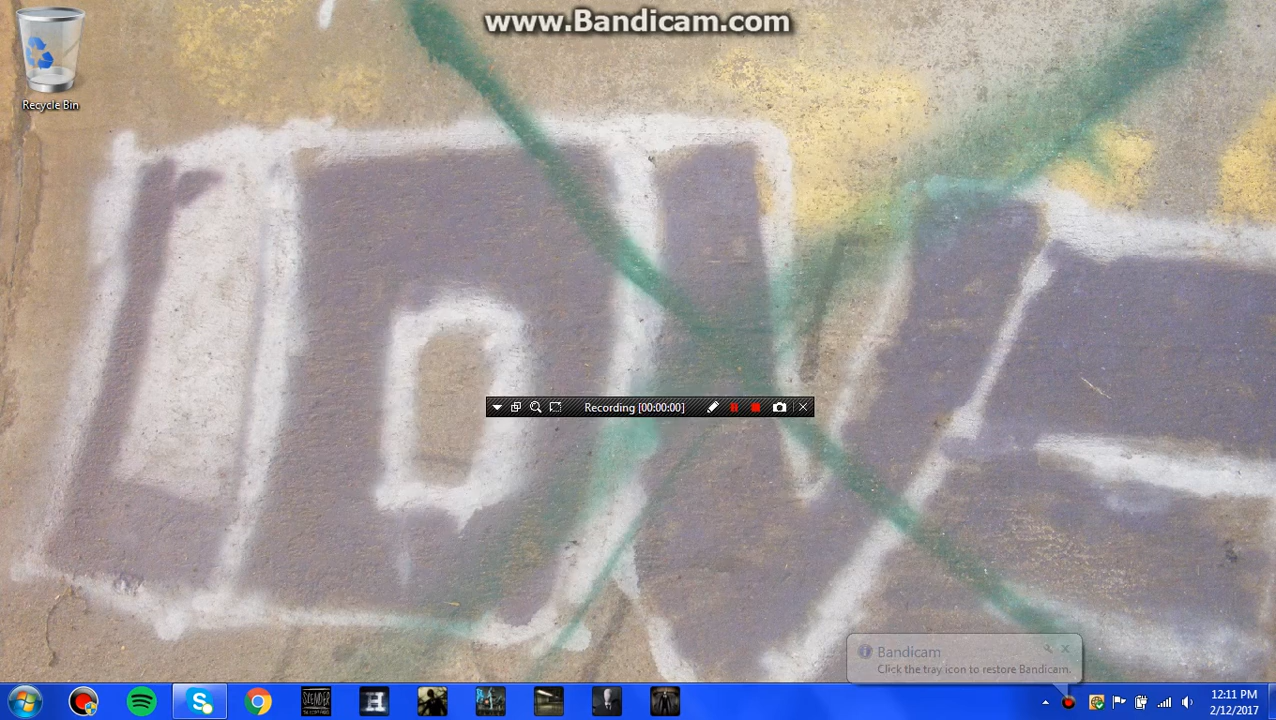 www.Bandicam.com
Recycle Bin
Recording [00:00:00]
Bandicam
Click the tray icon to restore Bandicam.
SLENDER
H
12:11 PM
2/12/2017